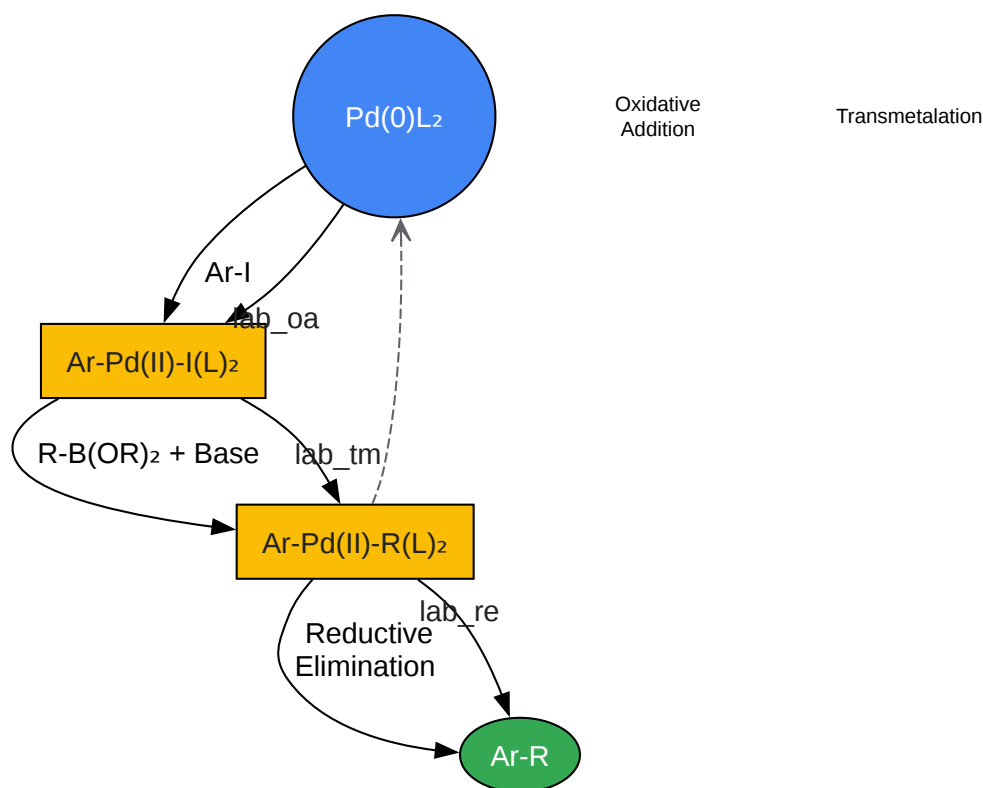 Pd(0)L₂
Oxidative
Addition
Transmetalation
Ar-I
lab_oa
Ar-Pd(II)-I(L)₂
R-B(OR)₂ + Base
lab_tm
Ar-Pd(II)-R(L)₂
lab_re
Reductive
Elimination
Ar-R